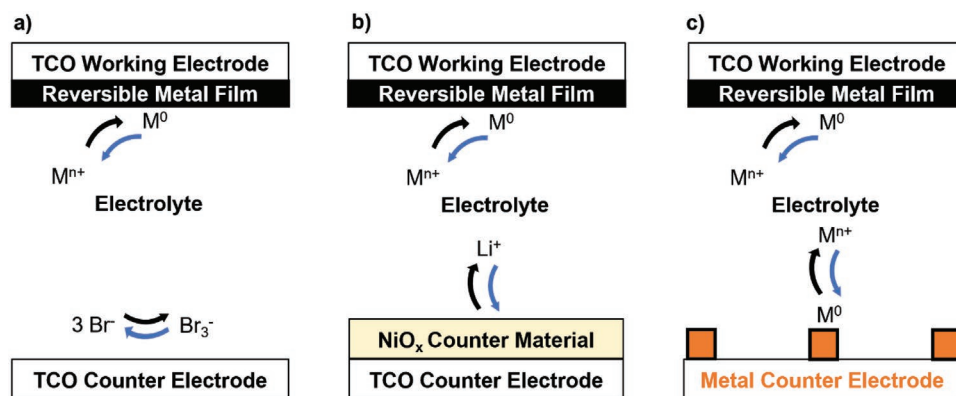 a)
TCO Working Electrode
Reversible Metal Film
M⁰
Mⁿ⁺
Electrolyte
3 Br⁻ Br₃⁻
TCO Counter Electrode
b)
TCO Working Electrode
Reversible Metal Film
M⁰
Mⁿ⁺
Electrolyte
Li⁺
NiOₓ Counter Material
TCO Counter Electrode
c)
TCO Working Electrode
Reversible Metal Film
M⁰
Mⁿ⁺
Electrolyte
Mⁿ⁺
M⁰
Metal Counter Electrode